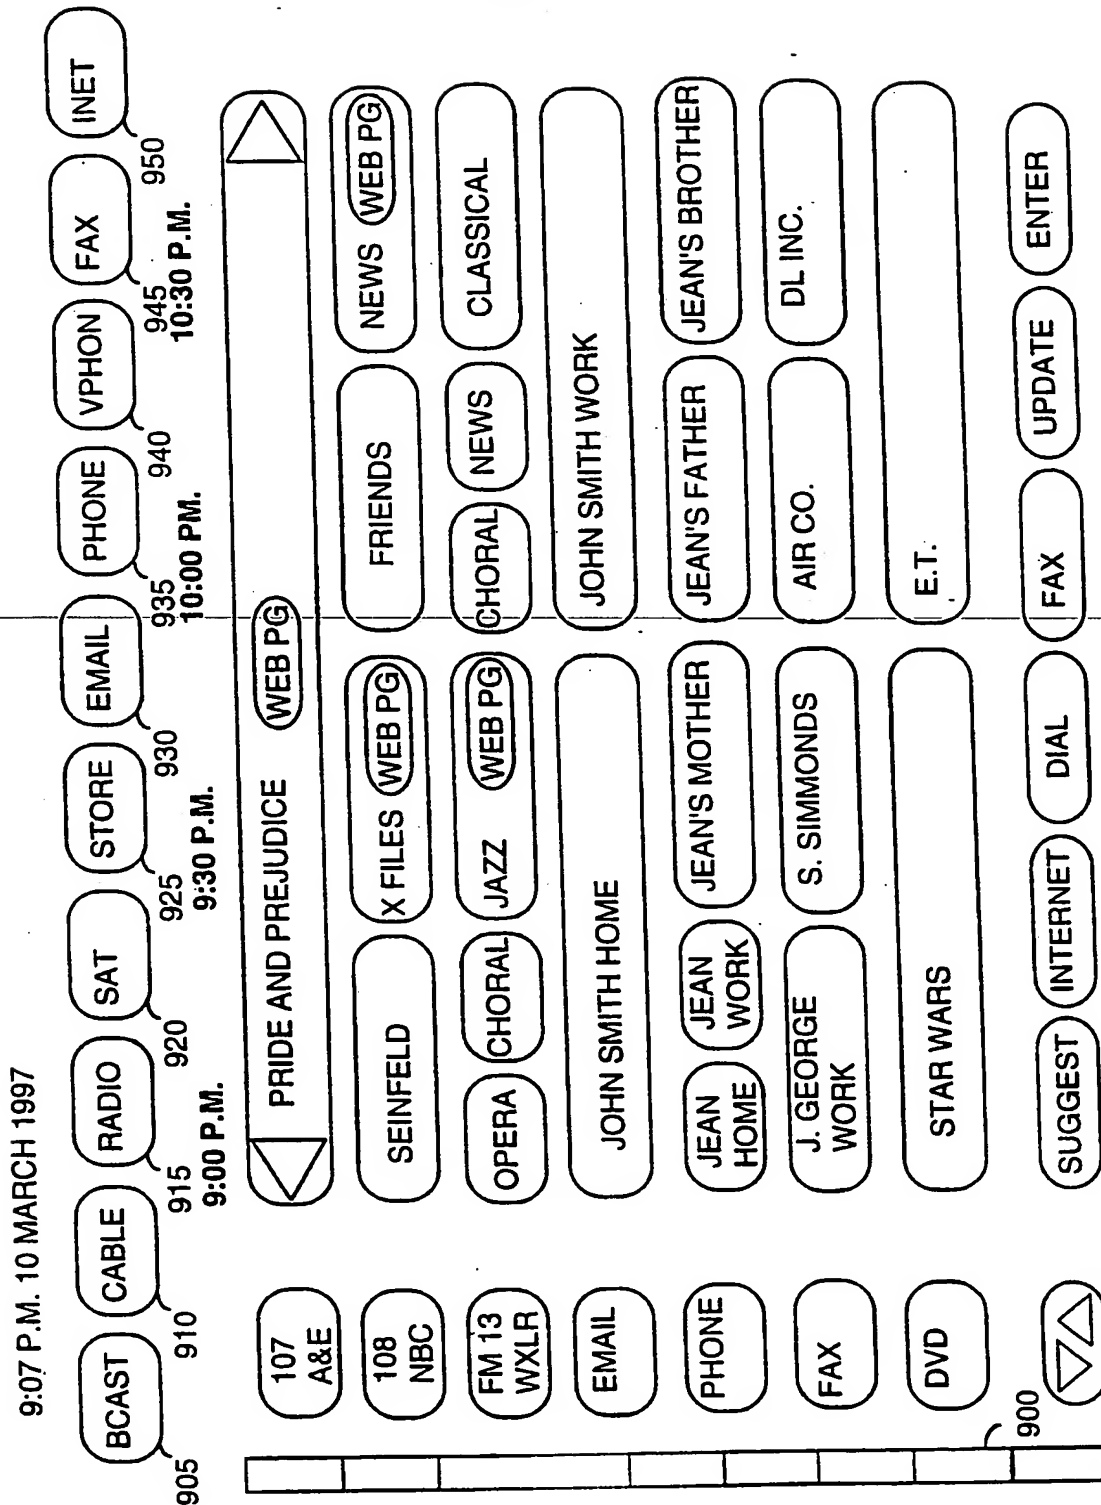 9:07 P.M. 10 MARCH 1997
BCAST CABLE RADIO SAT STORE EMAIL PHONE VPHON FAX INET
905 910 915 920 925 930 935 940 945 950
9:00 P.M. 9:30 P.M. 10:00 PM. 10:30 P.M.
107
A&E
PRIDE AND PREJUDICE WEB PG
108
NBC
SEINFELD X FILES WEB PG FRIENDS NEWS WEB PG
FM 13
WXLR
OPERA CHORAL JAZZ WEB PG CHORAL NEWS CLASSICAL
EMAIL JOHN SMITH HOME JOHN SMITH WORK
PHONE
JEAN
HOME
JEAN
WORK
JEAN'S MOTHER JEAN'S FATHER JEAN'S BROTHER
FAX
J. GEORGE
WORK
S. SIMMONDS AIR CO. DL INC.
DVD STAR WARS E.T.
900
SUGGEST INTERNET DIAL FAX UPDATE ENTER